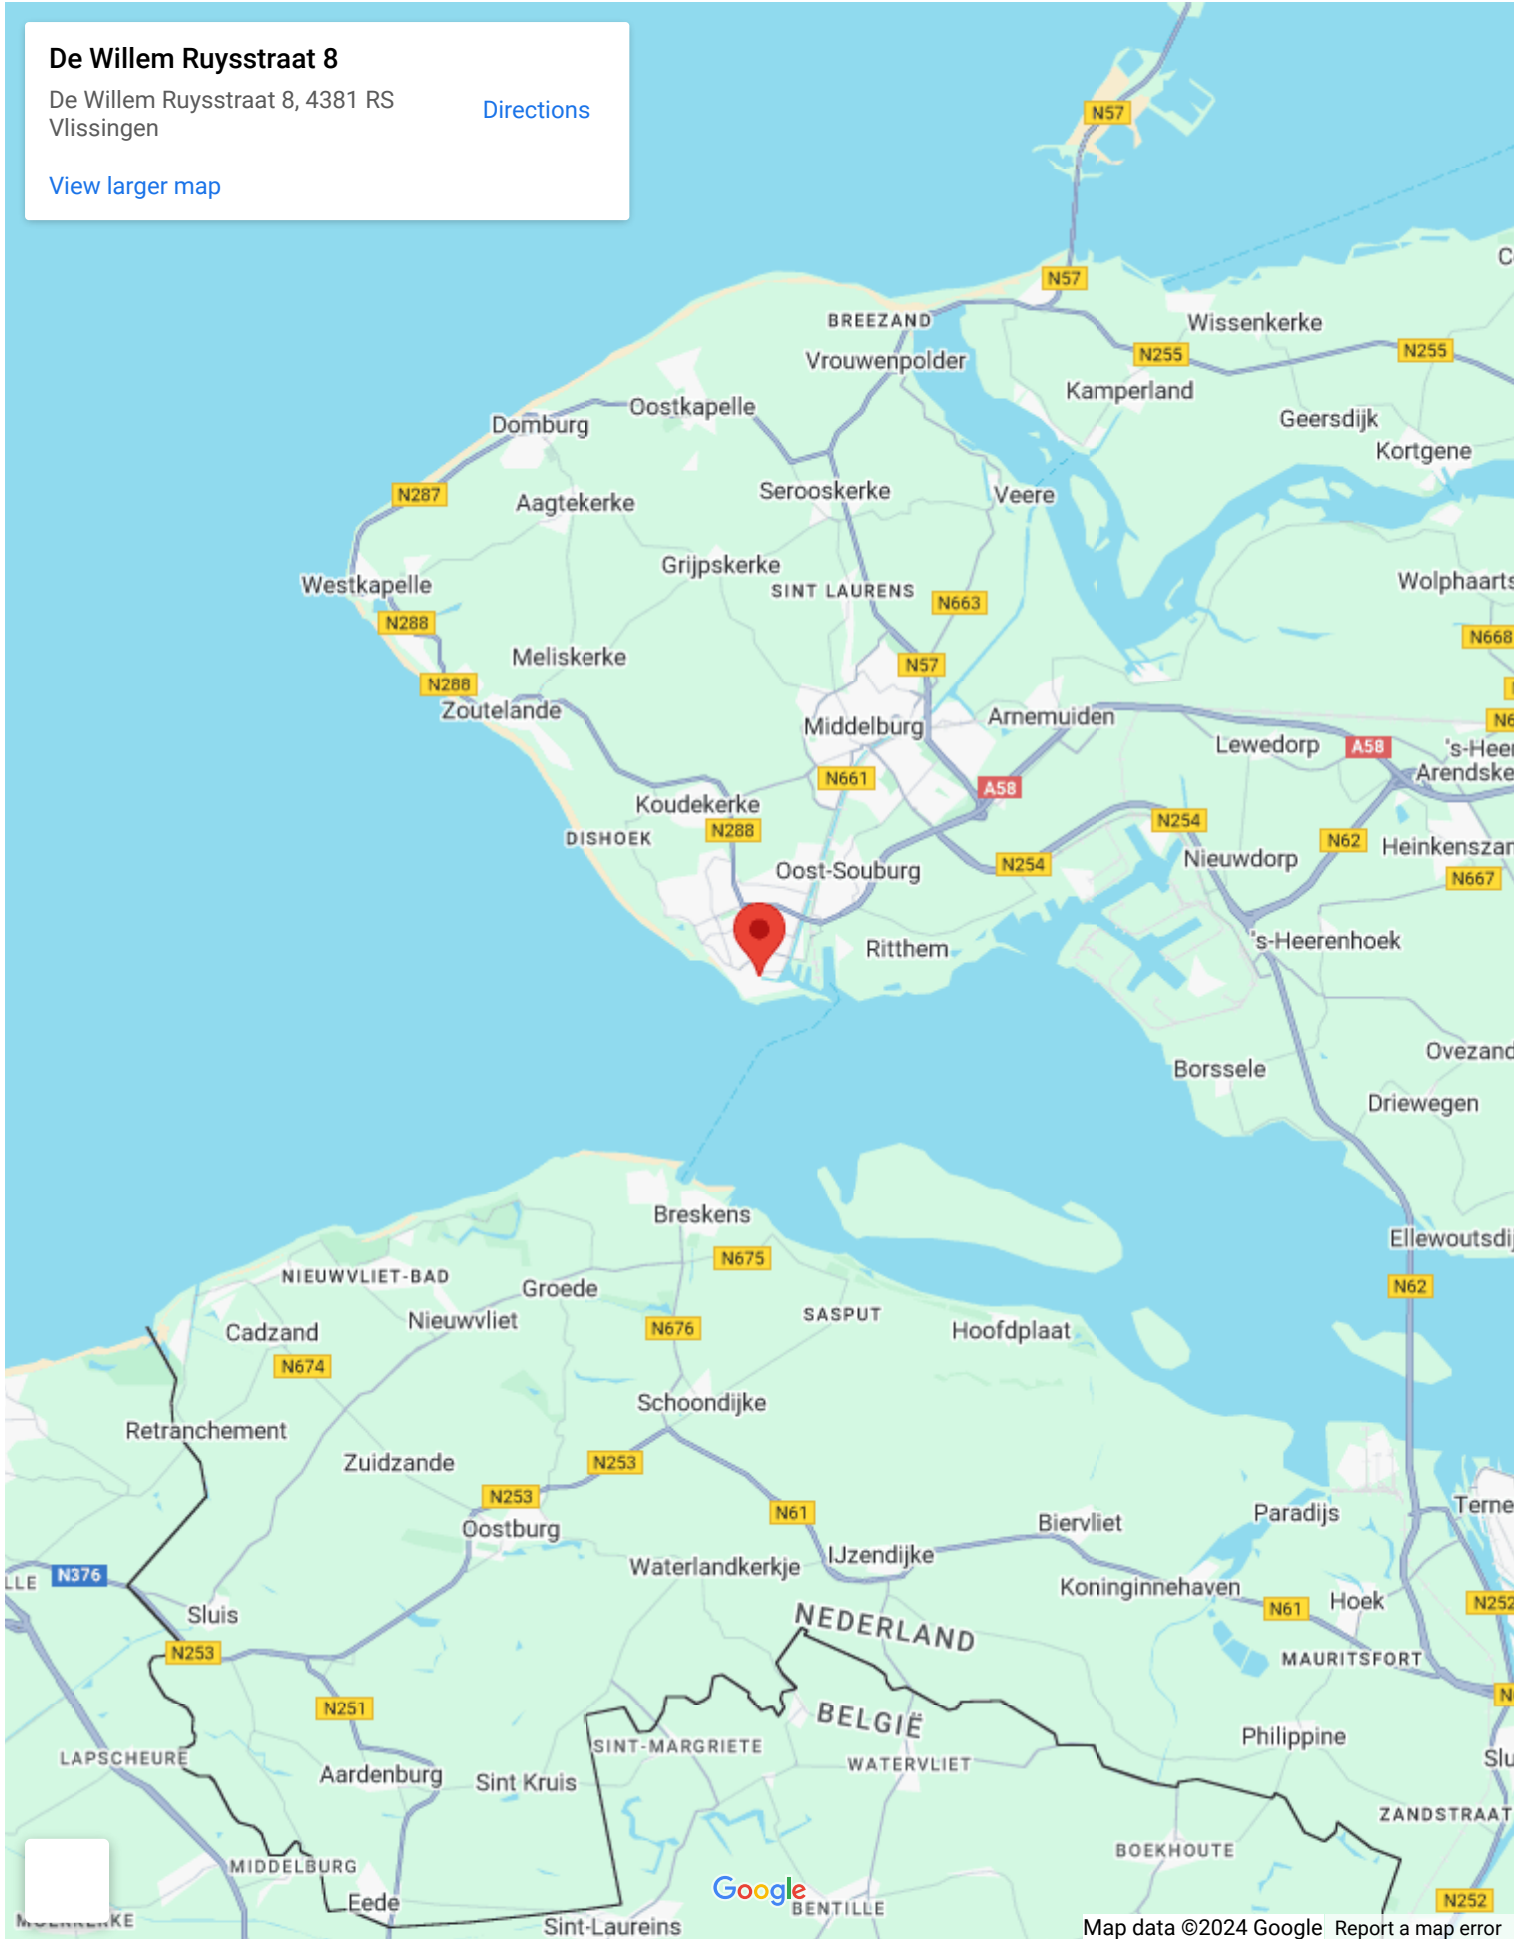 De Willem Ruysstraat 8
De Willem Ruysstraat 8, 4381 RS
Vlissingen
Directions
View larger map
N57
N57
BREEZAND
Wissenkerke
Vrouwenpolder
N255
N255
Kamperland
Oostkapelle
Domburg
Geersdijk
Kortgene
N287
Serooskerke
Veere
Aagtekerke
Grijpskerke
Westkapelle
SINT LAURENS
Wolphaarts
N663
N288
N668
Meliskerke
N57
N288
Zoutelande
Middelburg
Arnemuiden
N6
Lewedorp
A58
's-Heer
Arendske
N661
A58
Koudekerke
DISHOEK
N288
N254
N62
Heinkenszan
Oost-Souburg
N254
Nieuwdorp
N667
Ritthem
's-Heerenhoek
Borssele
Ovezand
Driewegen
Breskens
Ellewoutsdij
N675
NIEUWVLIET-BAD
Groede
N62
Nieuwvliet
SASPUT
Cadzand
N676
Hoofdplaat
N674
Schoondijke
Retranchement
Zuidzande
N253
N253
N61
Paradijs
Terne
Oostburg
Biervliet
Waterlandkerkje
IJzendijke
LLE
N376
Koninginnehaven
N61
Hoek
N252
Sluis
NEDERLAND
N253
MAURITSFORT
N251
BELGIË
Philippine
LAPSCHEURE
SINT-MARGRIETE
WATERVLIET
Slu
Aardenburg
Sint Kruis
ZANDSTRAAT
MIDDELBURG
BOEKHOUTE
Eede
Google
BENTILLE
N252
Sint-Laureins
Map data ©2024 Google
Report a map error